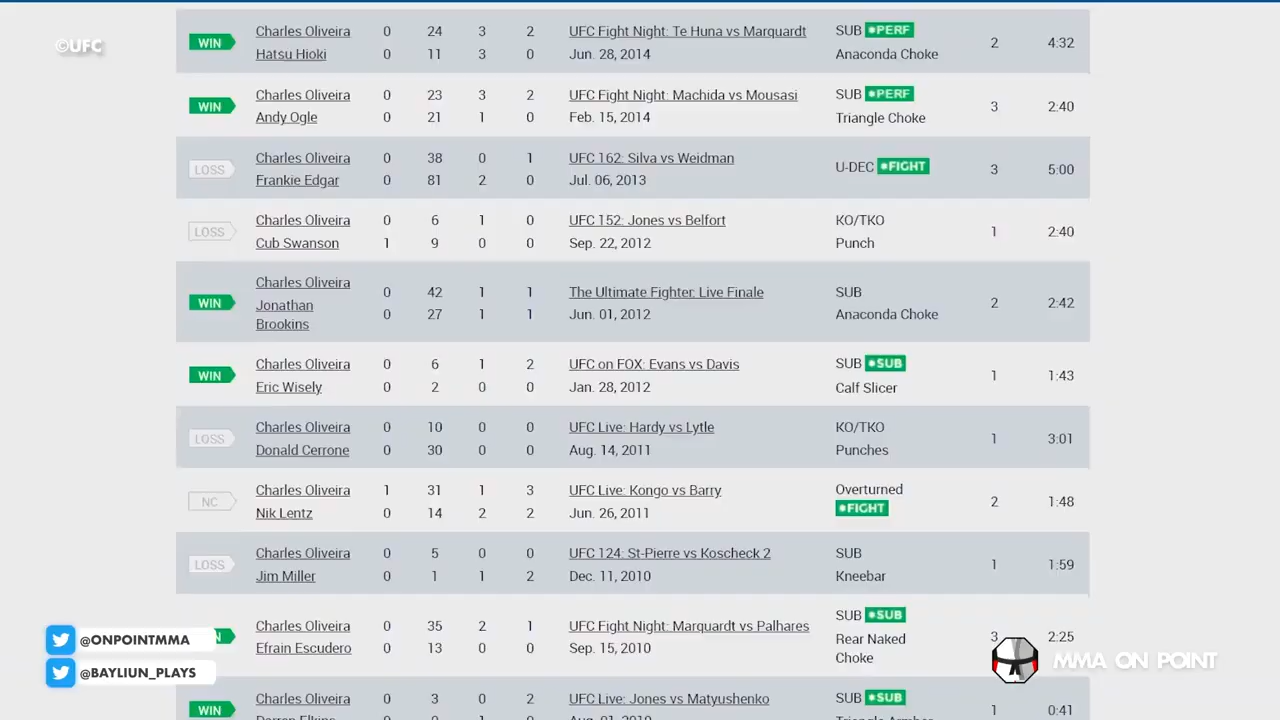 ©UFC
WIN Charles Oliveira 0 24 3 2 UFC Fight Night: Te Huna vs Marquardt SUB PERF 2 4:32
Hatsu Hioki 0 11 3 0 Jun. 28, 2014 Anaconda Choke
WIN Charles Oliveira 0 23 3 2 UFC Fight Night: Machida vs Mousasi SUB PERF 3 2:40
Andy Ogle 0 21 1 0 Feb. 15, 2014 Triangle Choke
LOSS Charles Oliveira 0 38 0 1 UFC 162: Silva vs Weidman U-DEC FIGHT 3 5:00
Frankie Edgar 0 81 2 0 Jul. 06, 2013
LOSS Charles Oliveira 0 6 1 0 UFC 152: Jones vs Belfort KO/TKO 1 2:40
Cub Swanson 1 9 0 0 Sep. 22, 2012 Punch
WIN Charles Oliveira 0 42 1 1 The Ultimate Fighter: Live Finale SUB 2 2:42
Jonathan 0 27 1 1 Jun. 01, 2012 Anaconda Choke
Brookins
WIN Charles Oliveira 0 6 1 2 UFC on FOX: Evans vs Davis SUB SUB 1 1:43
Eric Wisely 0 2 0 0 Jan. 28, 2012 Calf Slicer
LOSS Charles Oliveira 0 10 0 0 UFC Live: Hardy vs Lytle KO/TKO 1 3:01
Donald Cerrone 0 30 0 0 Aug. 14, 2011 Punches
NC Charles Oliveira 1 31 1 3 UFC Live: Kongo vs Barry Overturned 2 1:48
Nik Lentz 0 14 2 2 Jun. 26, 2011 FIGHT
LOSS Charles Oliveira 0 5 0 0 UFC 124: St-Pierre vs Koscheck 2 SUB 1 1:59
Jim Miller 0 1 1 2 Dec. 11, 2010 Kneebar
Charles Oliveira 0 35 2 1 UFC Fight Night: Marquardt vs Palhares SUB SUB 3 2:25
Efrain Escudero 0 13 0 0 Sep. 15, 2010 Rear Naked
Choke
@ONPOINTMMA
@BAYLIUN_PLAYS
MMA ON POINT
WIN Charles Oliveira 0 3 0 2 UFC Live: Jones vs Matyushenko SUB SUB 1 0:41